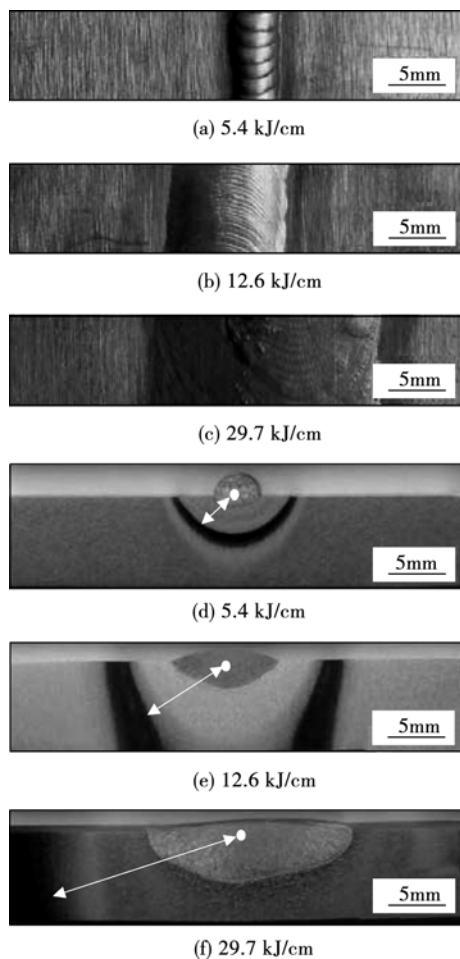 5mm
(a) 5.4 kJ/cm
5mm
(b) 12.6 kJ/cm
5mm
(c) 29.7 kJ/cm
5mm
(d) 5.4 kJ/cm
5mm
(e) 12.6 kJ/cm
5mm
(f) 29.7 kJ/cm